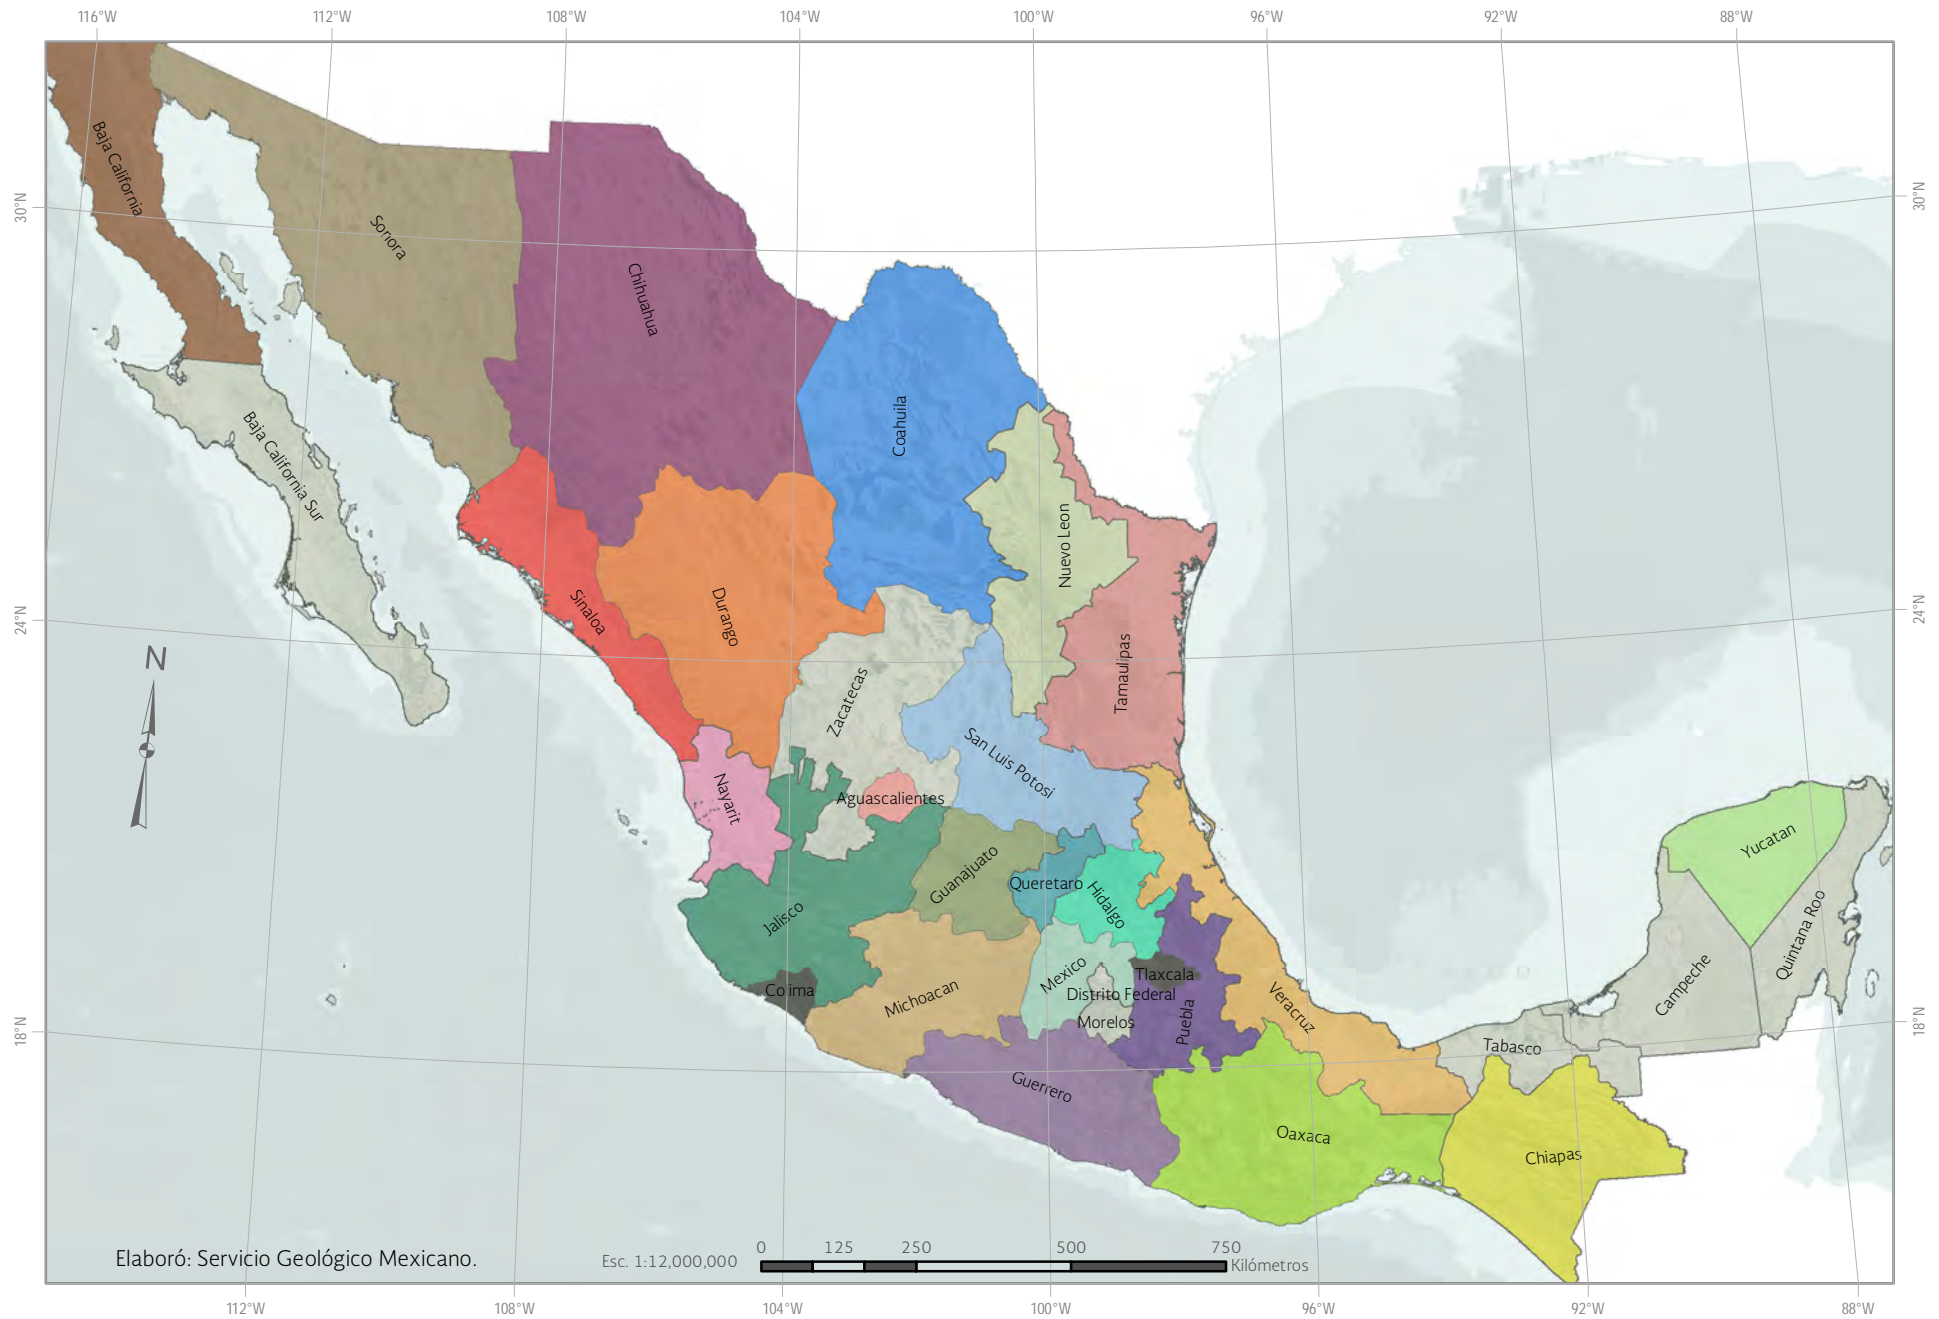 116°W 112°W 108°W 104°W 100°W 96°W 92°W 88°W
30°N
30°N
Baja California
Sonora
Chihuahua
Coahuila
Baja California Sur
Nuevo Leon
24°N
24°N
Sinaloa
Durango
Tamaulipas
N
Zacatecas
San Luis Potosi
Nayarit
Aguascalientes
Yucatan
Guanajuato
Queretaro
Hidalgo
Jalisco
Quintana Roo
Mexico
Tlaxcala
Colima
Michoacan
Distrito Federal
Campeche
Veracruz
Morelos
Puebla
18°N
18°N
Tabasco
Guerrero
Oaxaca
Chiapas
Elaboró: Servicio Geológico Mexicano.
Esc. 1:12,000,000
0 125 250 500 750
Kilómetros
112°W 108°W 104°W 100°W 96°W 92°W 88°W